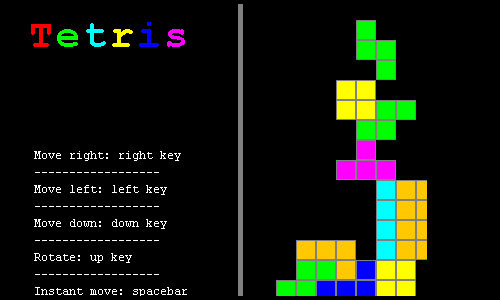 Tetris
Move right: right key
------------------
Move left: left key
------------------
Move down: down key
------------------
Rotate: up key
------------------
Instant move: spacebar